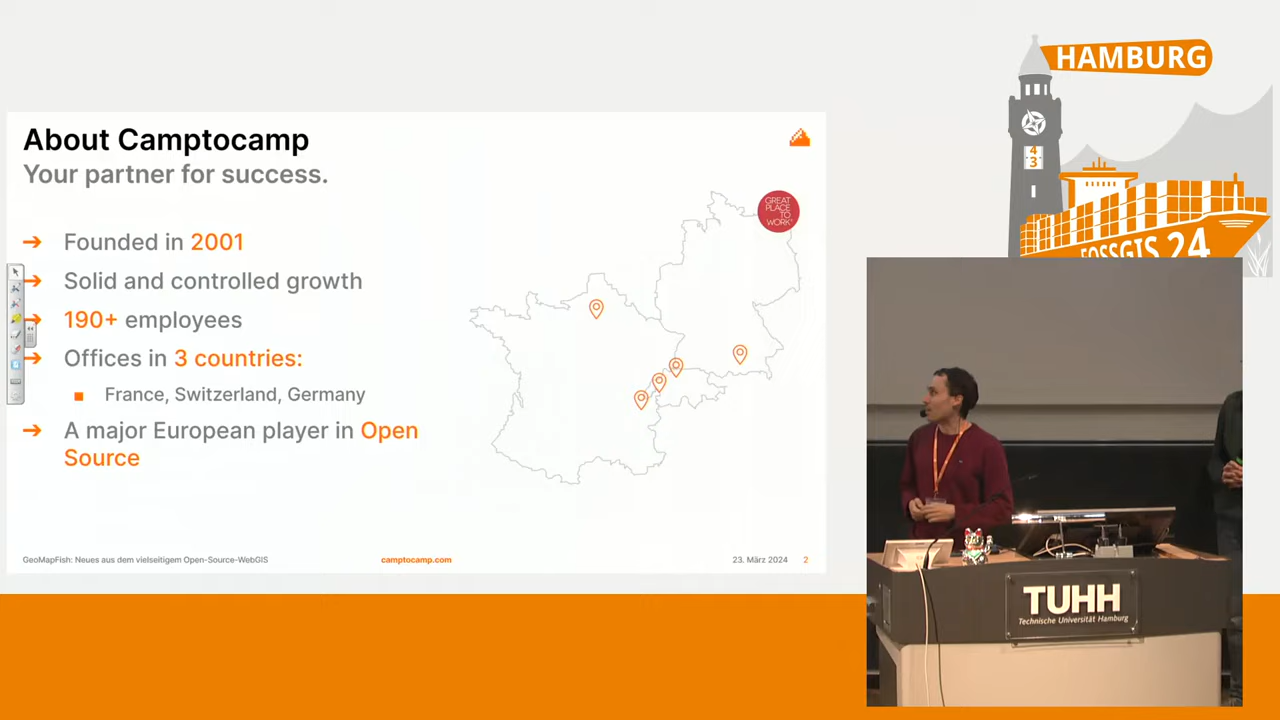 About Camptocamp
Your partner for success.
➔ Founded in 2001
➔ Solid and controlled growth
➔ 190+ employees
➔ Offices in 3 countries:
■ France, Switzerland, Germany
➔ A major European player in Open
Source
GREAT
PLACE
TO
WORK
GeoMapFish: Neues aus dem vielseitigem Open-Source-WebGIS
camptocamp.com
23. März 2024
2
HAMBURG
4
3
FOSSGIS 24
TUHH
Technische Universität Hamburg